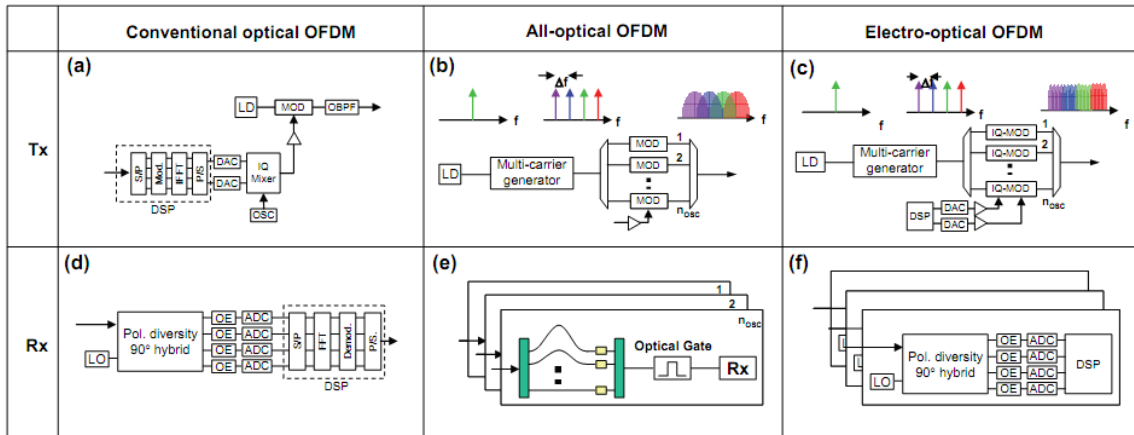 Conventional optical OFDM
All-optical OFDM
Electro-optical OFDM
Tx
(a)
LD
MOD
OBPF
S/P
Mod.
IFFT
P/S
DAC
DAC
IQ
Mixer
OSC
DSP
(b)
f
Δf
f
f
LD
Multi-carrier
generator
MOD
1
MOD
2
MOD
nosc
(c)
f
Δf
f
f
LD
Multi-carrier
generator
IQ-MOD
1
IQ-MOD
2
IQ-MOD
nosc
DSP
DAC
DAC
Rx
(d)
LO
Pol. diversity
90° hybrid
OE
ADC
OE
ADC
OE
ADC
OE
ADC
S/P
FFT
Demod.
P/S.
DSP
(e)
1
2
nosc
Optical Gate
Rx
(f)
LO
Pol. diversity
90° hybrid
OE
ADC
OE
ADC
OE
ADC
OE
ADC
DSP